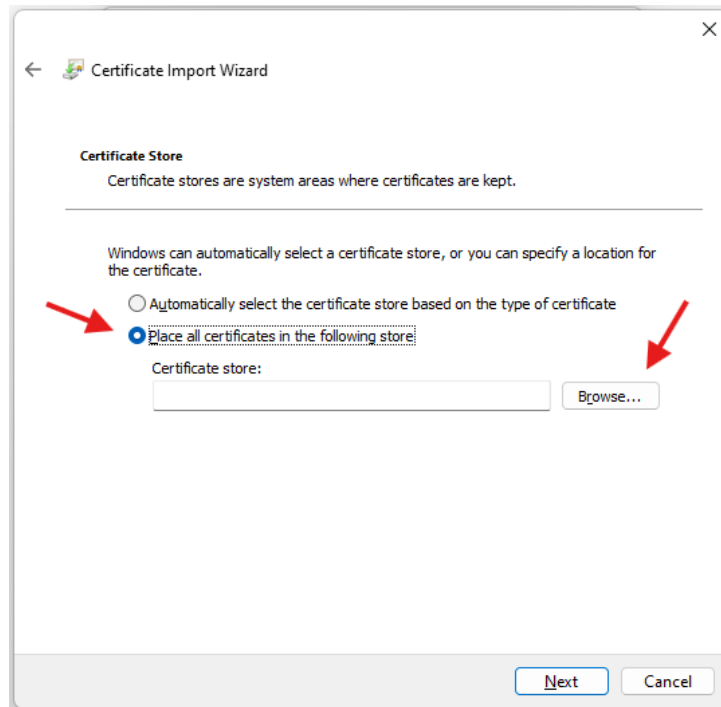 Certificate Import Wizard
Certificate Store
Certificate stores are system areas where certificates are kept.
Windows can automatically select a certificate store, or you can specify a location for
the certificate.
Automatically select the certificate store based on the type of certificate
Place all certificates in the following store
Certificate store:
Browse...
Next
Cancel